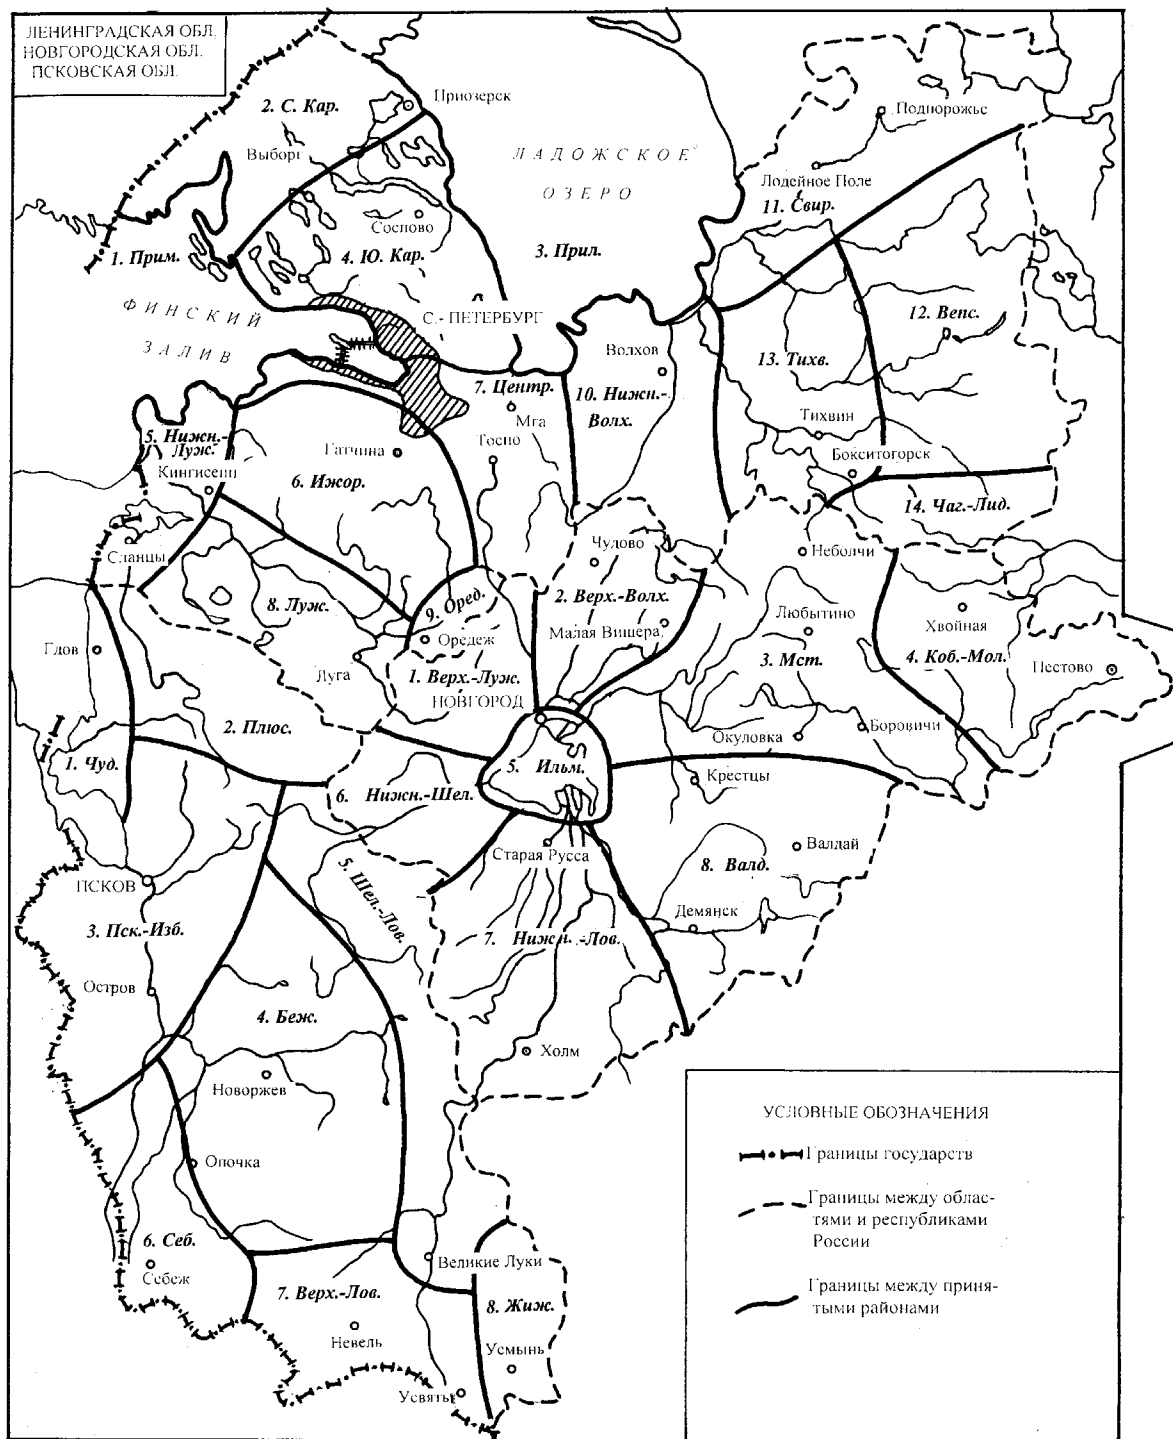 ЛЕНИНГРАДСКАЯ ОБЛ.
НОВГОРОДСКАЯ ОБЛ.
ПСКОВСКАЯ ОБЛ.
2. С. Кар.
Приозерск
Подпорожье
Выборг
ЛАДОЖСКОЕ
ОЗЕРО
Лодейное Поле
11. Свир.
Сосново
1. Прим.
4. Ю. Кар.
3. Прил.
ФИНСКИЙ
ЗАЛИВ
С.- ПЕТЕРБУРГ
12. Вепс.
Волхов
13. Тихв.
7. Центр.
10. Нижн.-
Волх.
Мга
Тихвин
5. Нижн.-
Луж.
Гатчина
Тосно
Бокситогорск
Кингисепп
6. Ижор.
14. Чаг.-Лид.
Сланцы
Чудово
Неболчи
8. Луж.
9. Оред.
2. Верх.-Волх.
Любытино
Хвойная
Оредеж
Малая Вишера
Гдов
3. Мст.
4. Коб.-Мол.
Пестово
Луга
1. Верх.-Луж.
НОВГОРОД
2. Плюс.
Боровичи
Окуловка
1. Чуд.
5. Ильм.
Крестцы
6. Нижн.-Шел.
Старая Русса
Валдай
8. Валд.
ПСКОВ
5. Шел.-Лов.
Демянск
3. Пск.-Изб.
7. Нижн.-Лов.
Остров
4. Беж.
Холм
Новоржев
УСЛОВНЫЕ ОБОЗНАЧЕНИЯ
Границы государств
Опочка
Границы между облас-
тями и республиками
России
6. Себ.
Себеж
Великие Луки
7. Верх.-Лов.
8. Жиж.
Границы между приня-
тыми районами
Невель
Усмынь
Усвяты